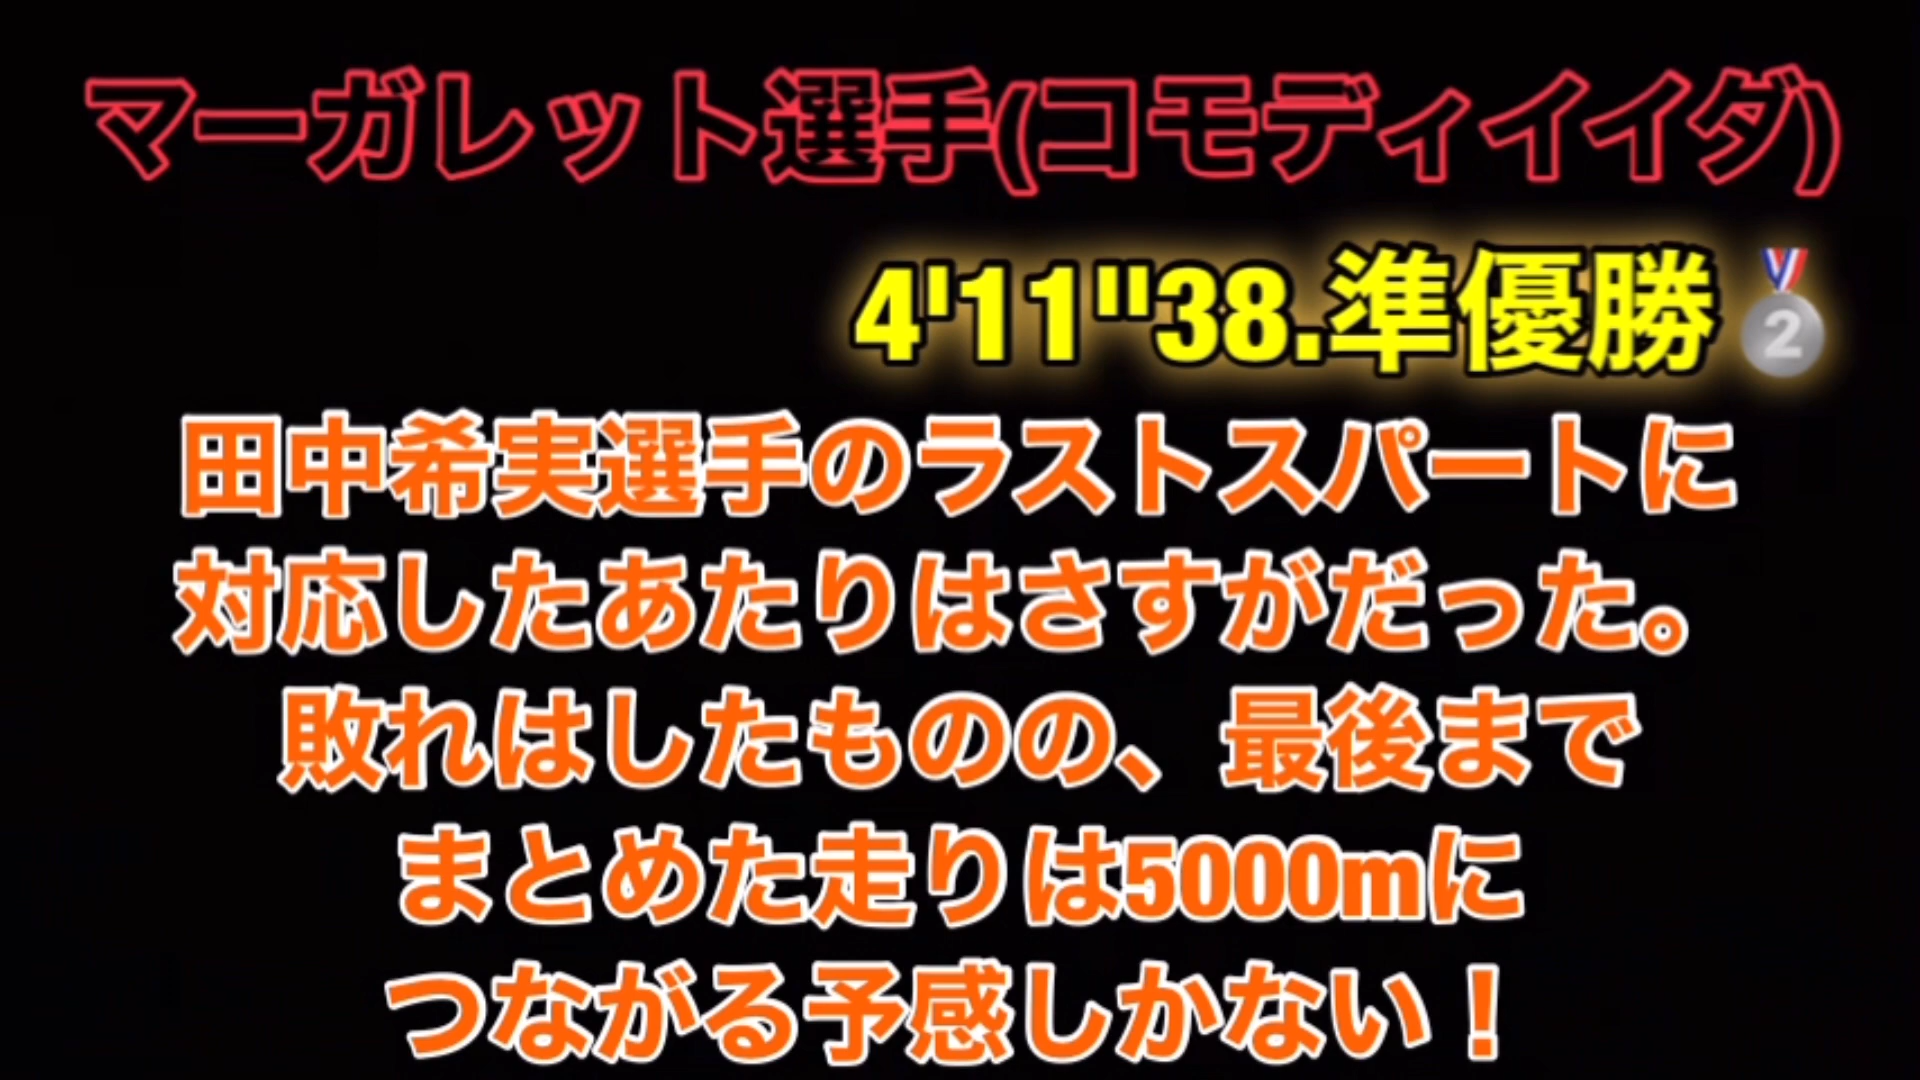 マーガレット選手(コモディイイダ)
4'11"38.準優勝🥈
田中希実選手のラストスパートに
対応したあたりはさすがだった。
敗れはしたものの、最後まで
まとめた走りは5000mに
つながる予感しかない！